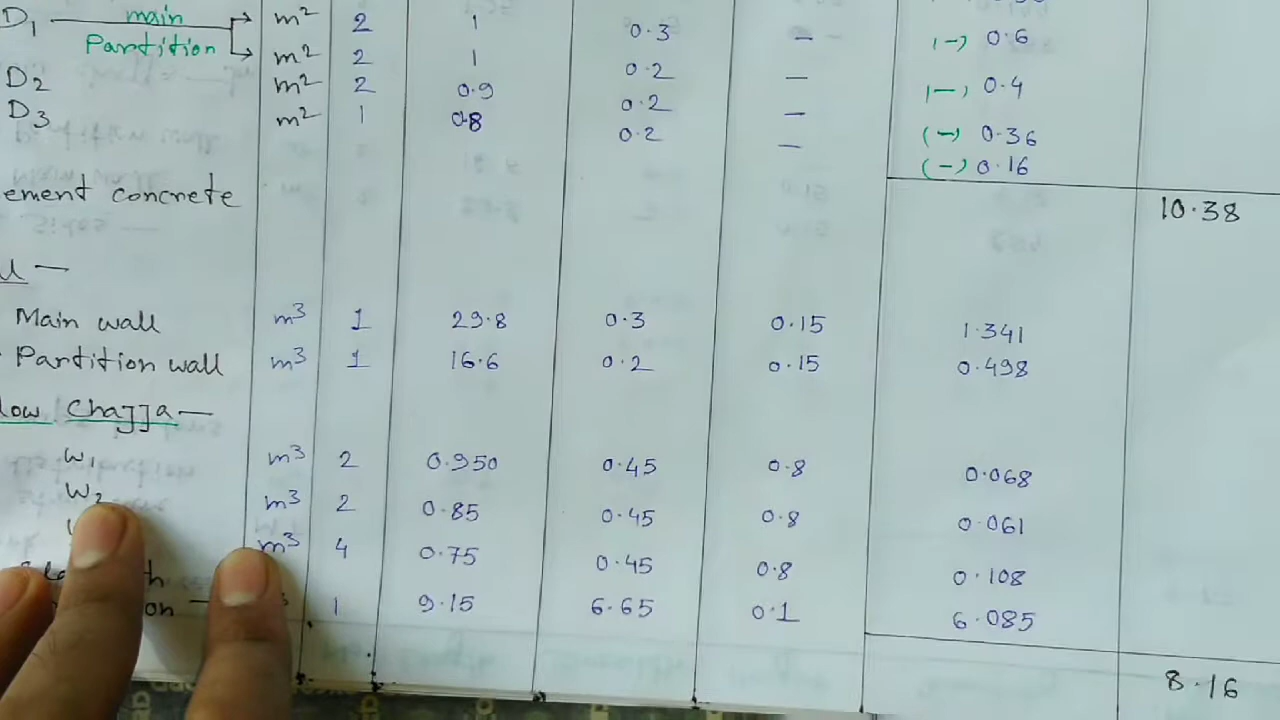 D1 main m² 2 1 0.3 – (-) 0.6
Partition m² 2 1 0.2 – (-) 0.4
D2 m² 2 0.9 0.2 – (-) 0.36
D3 m² 1 0.8 0.2 – (-) 0.16
10.38
ement concrete
Main wall m³ 1 29.8 0.3 0.15 1.341
Partition wall m³ 1 16.6 0.2 0.15 0.498
low Chajja —
W1 m³ 2 0.950 0.45 0.8 0.068
W2 m³ 2 0.85 0.45 0.8 0.061
m³ 4 0.75 0.45 0.8 0.108
on — 1 9.15 6.65 0.1 6.085
8.16